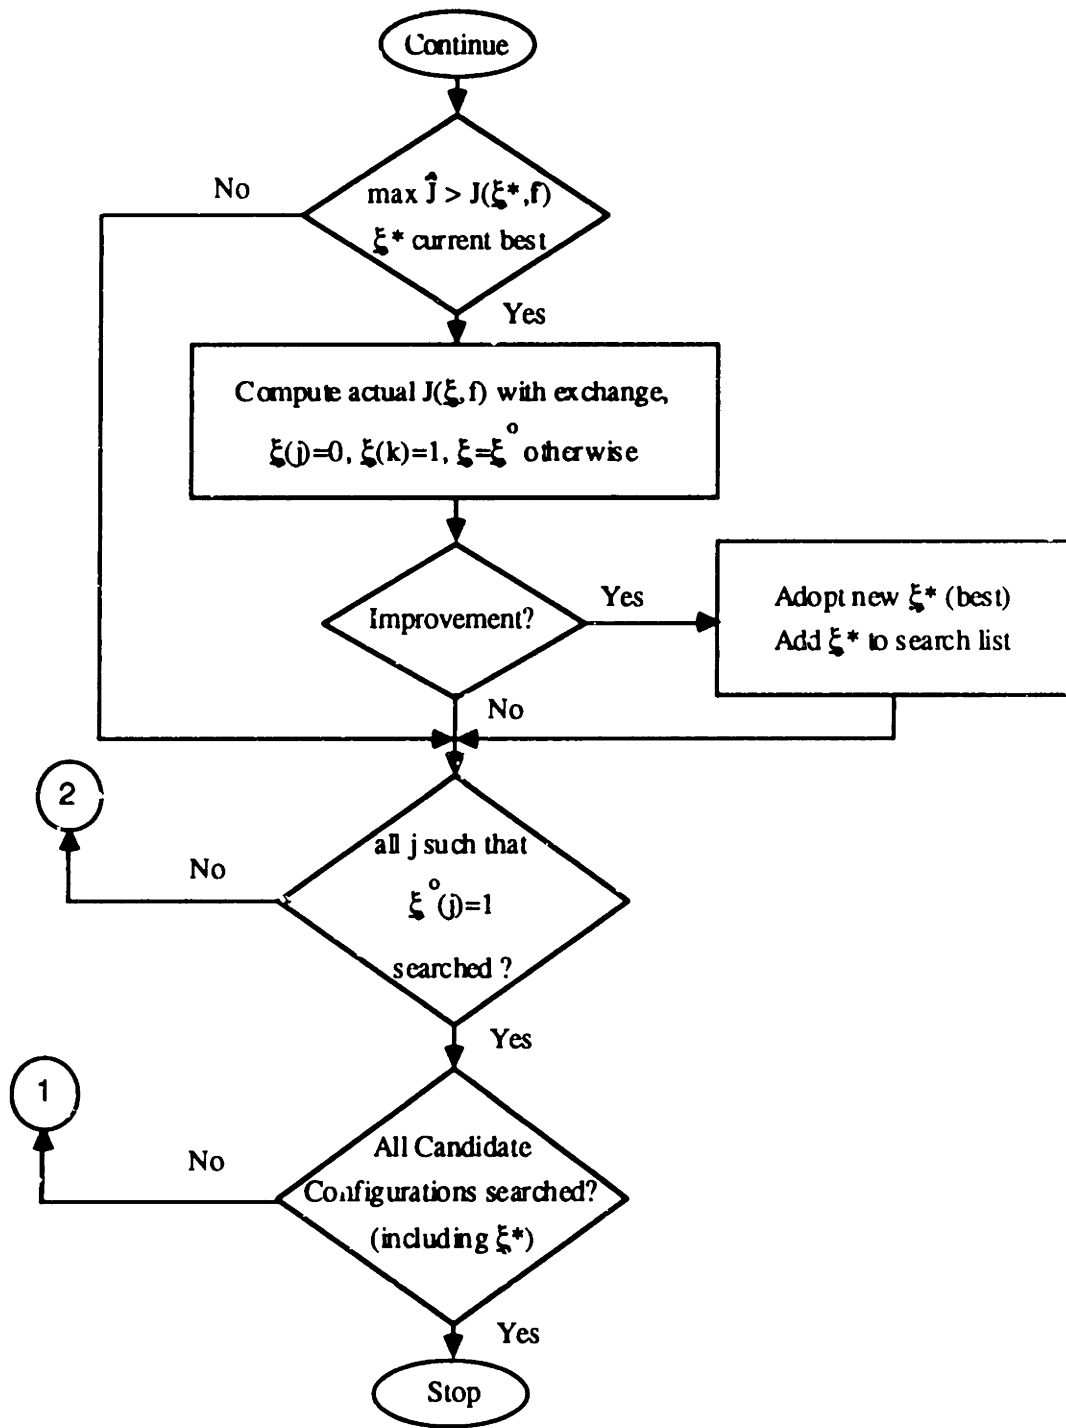 Continue
No
max Ĵ > J(ξ*,f)
ξ* current best
Yes
Compute actual J(ξ,f) with exchange,
ξ(j)=0, ξ(k)=1, ξ=ξ° otherwise
Improvement?
Yes
Adopt new ξ* (best)
Add ξ* to search list
No
2
No
all j such that
ξ°(j)=1
searched ?
Yes
1
No
All Candidate
Configurations searched?
(including ξ*)
Yes
Stop